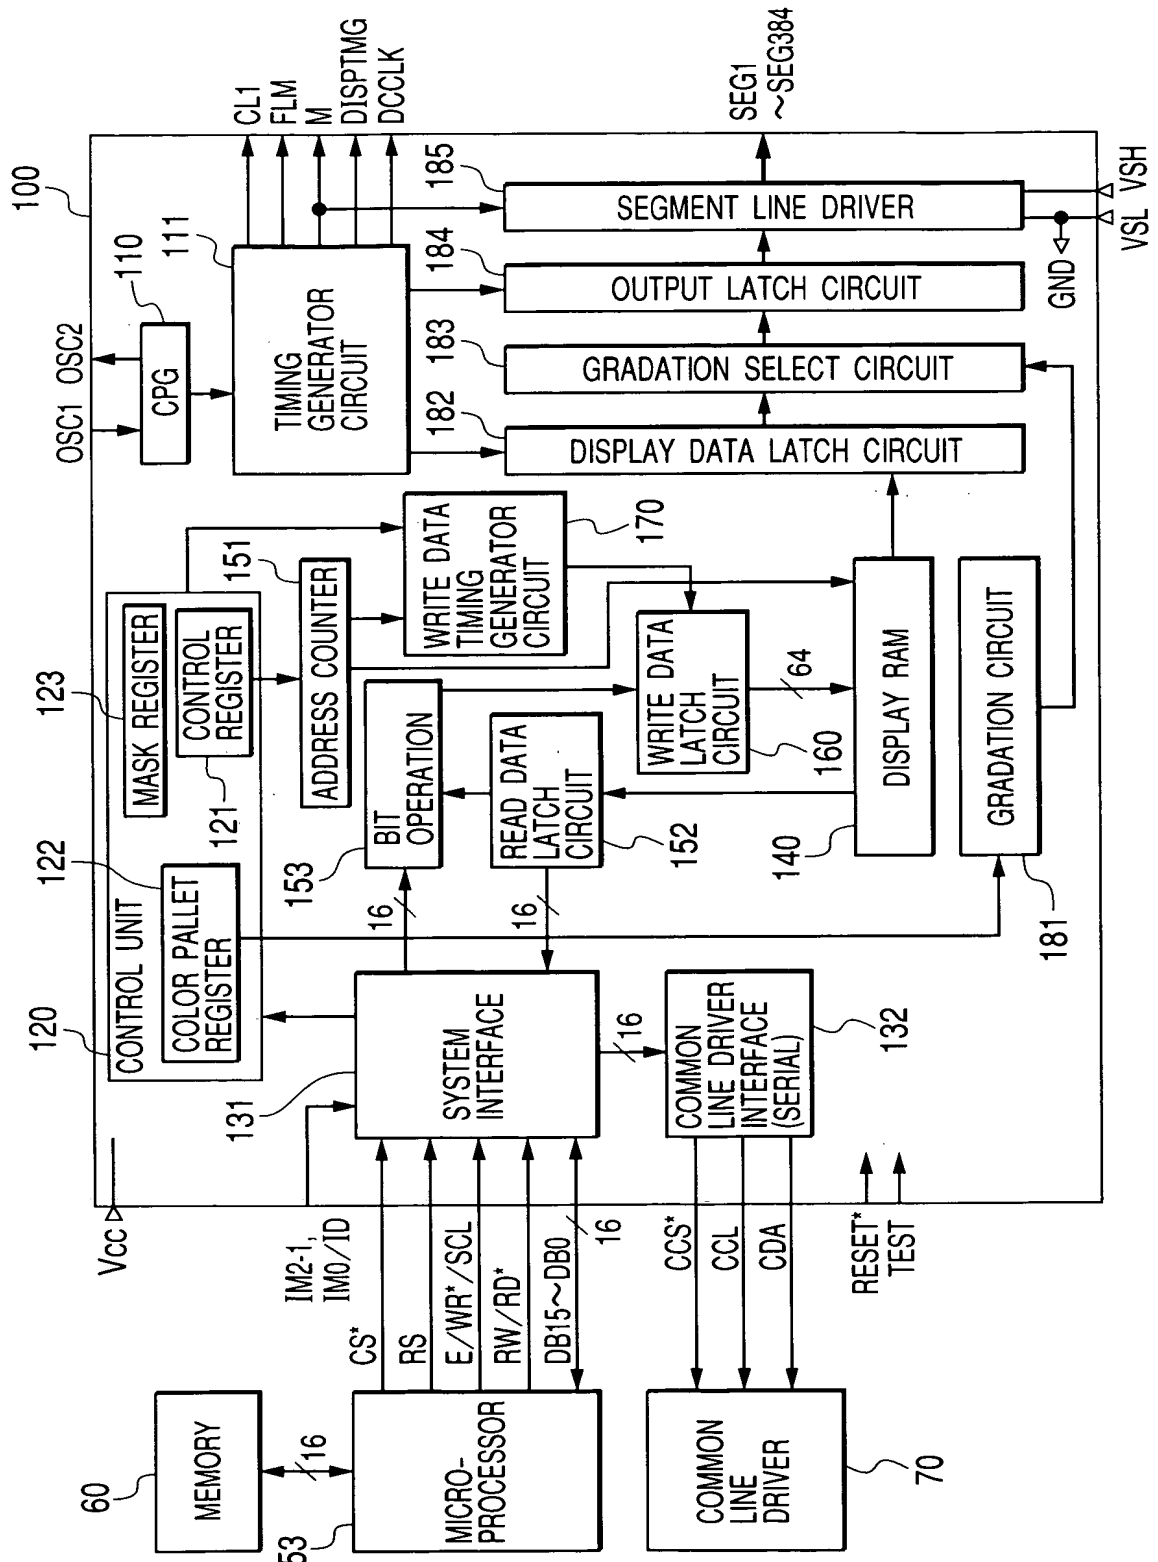 OSC1
OSC2
100
110
CPG
111
TIMING
GENERATOR
CIRCUIT
CL1
FLM
M
DISPTMG
DCCLK
Vcc
120
CONTROL UNIT
122
COLOR PALLET
REGISTER
123
MASK REGISTER
CONTROL
REGISTER
121
151
ADDRESS COUNTER
WRITE DATA
TIMING
GENERATOR
CIRCUIT
170
153
BIT
OPERATION
READ DATA
LATCH
CIRCUIT
152
WRITE DATA
LATCH
CIRCUIT
160
64
16
16
140
DISPLAY RAM
GRADATION CIRCUIT
181
182
DISPLAY DATA LATCH CIRCUIT
183
GRADATION SELECT CIRCUIT
184
OUTPUT LATCH CIRCUIT
185
SEGMENT LINE DRIVER
SEG1
~SEG384
GND
VSL
VSH
60
MEMORY
16
53
MICRO-
PROCESSOR
IM2-1,
IM0/ID
CS*
RS
E/WR*/SCL
RW/RD*
DB15~DB0
16
131
SYSTEM
INTERFACE
16
COMMON
LINE DRIVER
INTERFACE
(SERIAL)
132
CCS*
CCL
CDA
COMMON
LINE
DRIVER
70
RESET*
TEST